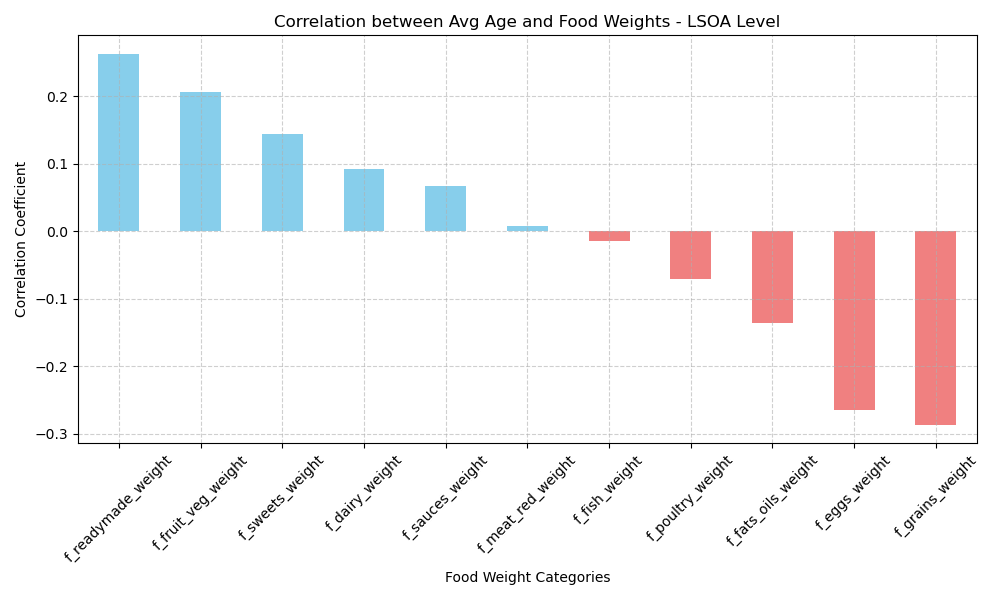 Correlation between Avg Age and Food Weights - LSOA Level
Correlation Coefficient
0.2
0.1
0.0
−0.1
−0.2
−0.3
f_readymade_weight
f_fruit_veg_weight
f_sweets_weight
f_dairy_weight
f_sauces_weight
f_meat_red_weight
f_fish_weight
f_poultry_weight
f_fats_oils_weight
f_eggs_weight
f_grains_weight
Food Weight Categories